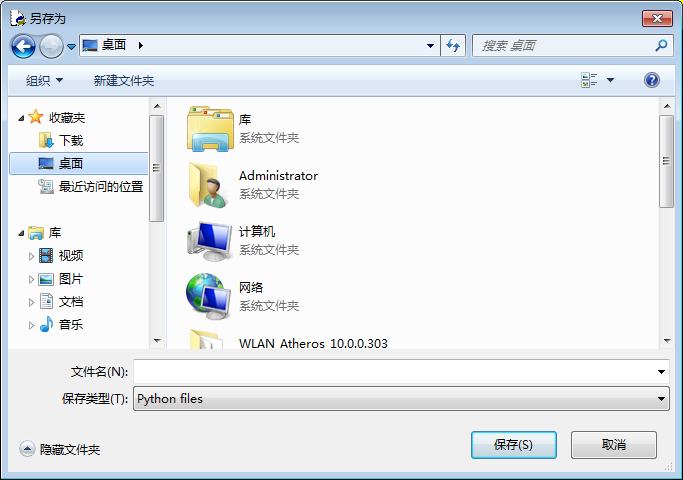 另存为
桌面
搜索 桌面
组织
新建文件夹
收藏夹
下载
桌面
最近访问的位置
库
视频
图片
文档
音乐
库
系统文件夹
Administrator
系统文件夹
计算机
系统文件夹
网络
系统文件夹
WLAN Atheros 10.0.0.303
文件名(N):
保存类型(T): Python files
隐藏文件夹
保存(S)
取消